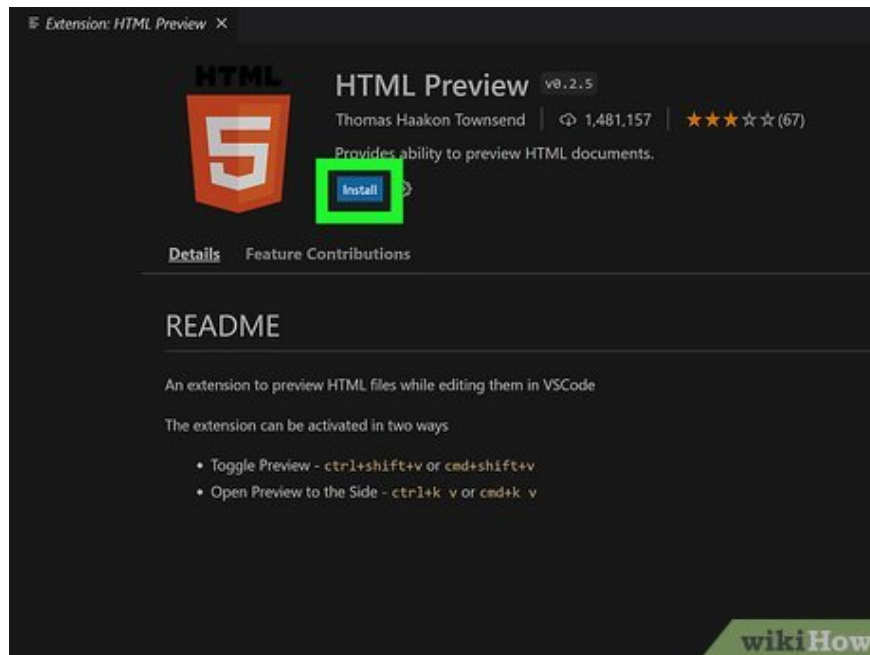 Extension: HTML Preview ×
HTML
5
HTML Preview v0.2.5
Thomas Haakon Townsend | 1,481,157 | ★★★☆☆(67)
Provides ability to preview HTML documents.
Install
Details Feature Contributions
README
An extension to preview HTML files while editing them in VSCode
The extension can be activated in two ways
• Toggle Preview - ctrl+shift+v or cmd+shift+v
• Open Preview to the Side - ctrl+k v or cmd+k v
wikiHow